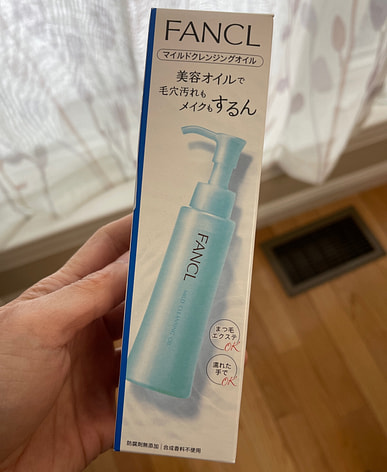 FANCL
マイルドクレンジングオイル
美容オイルで
毛穴汚れも
メイクもするん
FANCL
MILD CLEANSING OIL
まつ毛
エクステ
OK
濡れた
手で
OK
防腐剤無添加 | 合成香料不使用